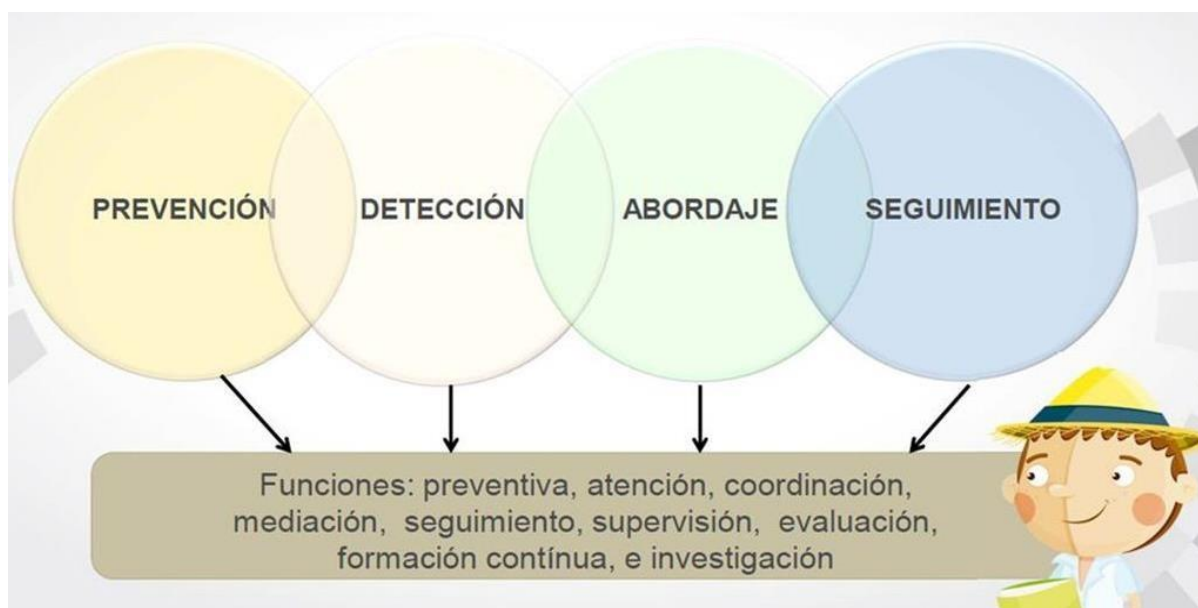 PREVENCIÓN
DETECCIÓN
ABORDAJE
SEGUIMIENTO
Funciones: preventiva, atención, coordinación,
mediación, seguimiento, supervisión, evaluación,
formación contínua, e investigación